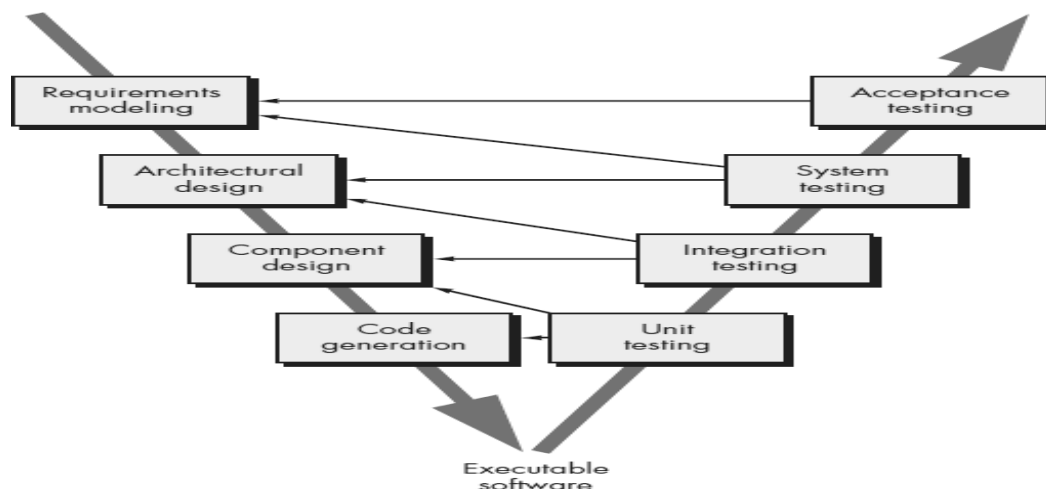 Requirements
modeling
Acceptance
testing
Architectural
design
System
testing
Component
design
Integration
testing
Code
generation
Unit
testing
Executable
software